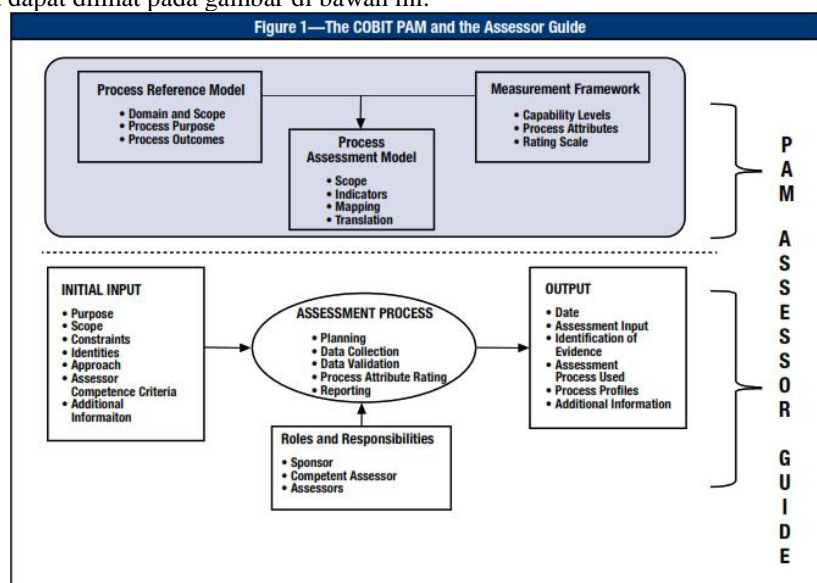 dapat dilihat pada gambar di bawah ini:
Figure 1—The COBIT PAM and the Assessor Guide
Process Reference Model
• Domain and Scope
• Process Purpose
• Process Outcomes
Measurement Framework
• Capability Levels
• Process Attributes
• Rating Scale
Process
Assessment Model
• Scope
• Indicators
• Mapping
• Translation
PAM
INITIAL INPUT
• Purpose
• Scope
• Constraints
• Identities
• Approach
• Assessor
Competence Criteria
• Additional
Informaiton
ASSESSMENT PROCESS
• Planning
• Data Collection
• Data Validation
• Process Attribute Rating
• Reporting
OUTPUT
• Date
• Assessment Input
• Identification of
Evidence
• Assessment
Process Used
• Process Profiles
• Additional Information
Roles and Responsibilities
• Sponsor
• Competent Assessor
• Assessors
ASSESSOR GUIDE